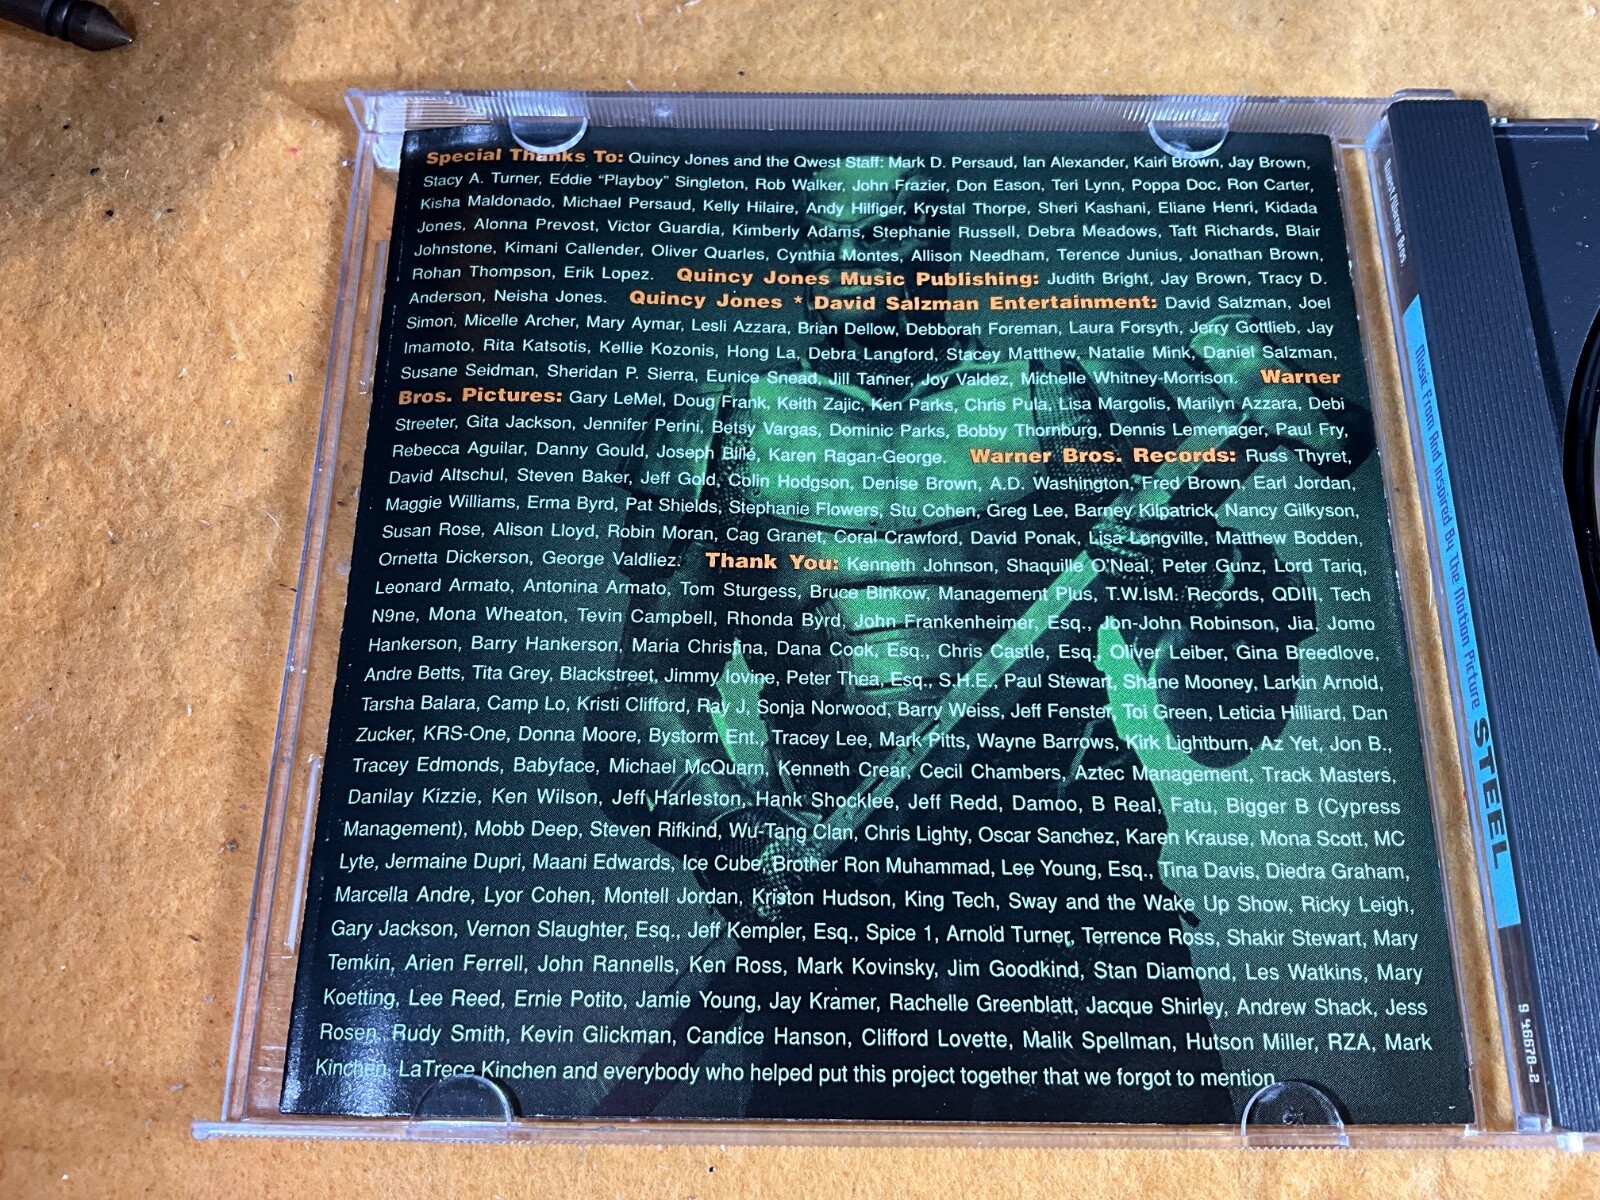 Special Thanks To: Quincy Jones and the Qwest Staff: Mark D. Persaud, Ian Alexander, Kairi Brown, Jay Brown,
Stacy A. Turner, Eddie “Playboy” Singleton, Rob Walker, John Frazier, Don Eason, Teri Lynn, Poppa Doc, Ron Carter,
Kisha Maldonado, Michael Persaud, Kelly Hilaire, Andy Hilfiger, Krystal Thorpe, Sheri Kashani, Eliane Henri, Kidada
Jones, Alonna Prevost, Victor Guardia, Kimberly Adams, Stephanie Russell, Debra Meadows, Taft Richards, Blair
Johnstone, Kimani Callender, Oliver Quarles, Cynthia Montes, Allison Needham, Terence Junius, Jonathan Brown,
Rohan Thompson, Erik Lopez. Quincy Jones Music Publishing: Judith Bright, Jay Brown, Tracy D.
Anderson, Neisha Jones. Quincy Jones * David Salzman Entertainment: David Salzman, Joel
Simon, Micelle Archer, Mary Aymar, Lesli Azzara, Brian Dellow, Debborah Foreman, Laura Forsyth, Jerry Gottlieb, Jay
Imamoto, Rita Katsotis, Kellie Kozonis, Hong La, Debra Langford, Stacey Matthew, Natalie Mink, Daniel Salzman,
Susane Seidman, Sheridan P. Sierra, Eunice Snead, Jill Tanner, Joy Valdez, Michelle Whitney-Morrison. Warner
Bros. Pictures: Gary LeMel, Doug Frank, Keith Zajic, Ken Parks, Chris Pula, Lisa Margolis, Marilyn Azzara, Debi
Streeter, Gita Jackson, Jennifer Perini, Betsy Vargas, Dominic Parks, Bobby Thornburg, Dennis Lemenager, Paul Fry,
Rebecca Aguilar, Danny Gould, Joseph Billé, Karen Ragan-George. Warner Bros. Records: Russ Thyret,
David Altschul, Steven Baker, Jeff Gold, Colin Hodgson, Denise Brown, A.D. Washington, Fred Brown, Earl Jordan,
Maggie Williams, Erma Byrd, Pat Shields, Stephanie Flowers, Stu Cohen, Greg Lee, Barney Kilpatrick, Nancy Gilkyson,
Susan Rose, Alison Lloyd, Robin Moran, Cag Granet, Coral Crawford, David Ponak, Lisa Longville, Matthew Bodden,
Ornetta Dickerson, George Valdliez. Thank You: Kenneth Johnson, Shaquille O'Neal, Peter Gunz, Lord Tariq,
Leonard Armato, Antonina Armato, Tom Sturgess, Bruce Binkow, Management Plus, T.W.IsM. Records, QDIII, Tech
N9ne, Mona Wheaton, Tevin Campbell, Rhonda Byrd, John Frankenheimer, Esq., Jon-John Robinson, Jia, Jomo
Hankerson, Barry Hankerson, Maria Christina, Dana Cook, Esq., Chris Castle, Esq., Oliver Leiber, Gina Breedlove,
Andre Betts, Tita Grey, Blackstreet, Jimmy Iovine, Peter Thea, Esq., S.H.E., Paul Stewart, Shane Mooney, Larkin Arnold,
Tarsha Balara, Camp Lo, Kristi Clifford, Ray J, Sonja Norwood, Barry Weiss, Jeff Fenster, Toi Green, Leticia Hilliard, Dan
Zucker, KRS-One, Donna Moore, Bystorm Ent., Tracey Lee, Mark Pitts, Wayne Barrows, Kirk Lightburn, Az Yet, Jon B.,
Tracey Edmonds, Babyface, Michael McQuarn, Kenneth Crear, Cecil Chambers, Aztec Management, Track Masters,
Danilay Kizzie, Ken Wilson, Jeff Harleston, Hank Shocklee, Jeff Redd, Damoo, B Real, Fatu, Bigger B (Cypress
Management), Mobb Deep, Steven Rifkind, Wu-Tang Clan, Chris Lighty, Oscar Sanchez, Karen Krause, Mona Scott, MC
Lyte, Jermaine Dupri, Maani Edwards, Ice Cube, Brother Ron Muhammad, Lee Young, Esq., Tina Davis, Diedra Graham,
Marcella Andre, Lyor Cohen, Montell Jordan, Kriston Hudson, King Tech, Sway and the Wake Up Show, Ricky Leigh,
Gary Jackson, Vernon Slaughter, Esq., Jeff Kempler, Esq., Spice 1, Arnold Turner, Terrence Ross, Shakir Stewart, Mary
Temkin, Arien Ferrell, John Rannells, Ken Ross, Mark Kovinsky, Jim Goodkind, Stan Diamond, Les Watkins, Mary
Koetting, Lee Reed, Ernie Potito, Jamie Young, Jay Kramer, Rachelle Greenblatt, Jacque Shirley, Andrew Shack, Jess
Rosen, Rudy Smith, Kevin Glickman, Candice Hanson, Clifford Lovette, Malik Spellman, Hutson Miller, RZA, Mark
Kinchen, LaTrece Kinchen and everybody who helped put this project together that we forgot to mention.
Qwest/Warner Bros.
Music From And Inspired By The Motion Picture STEEL
9 46678-2